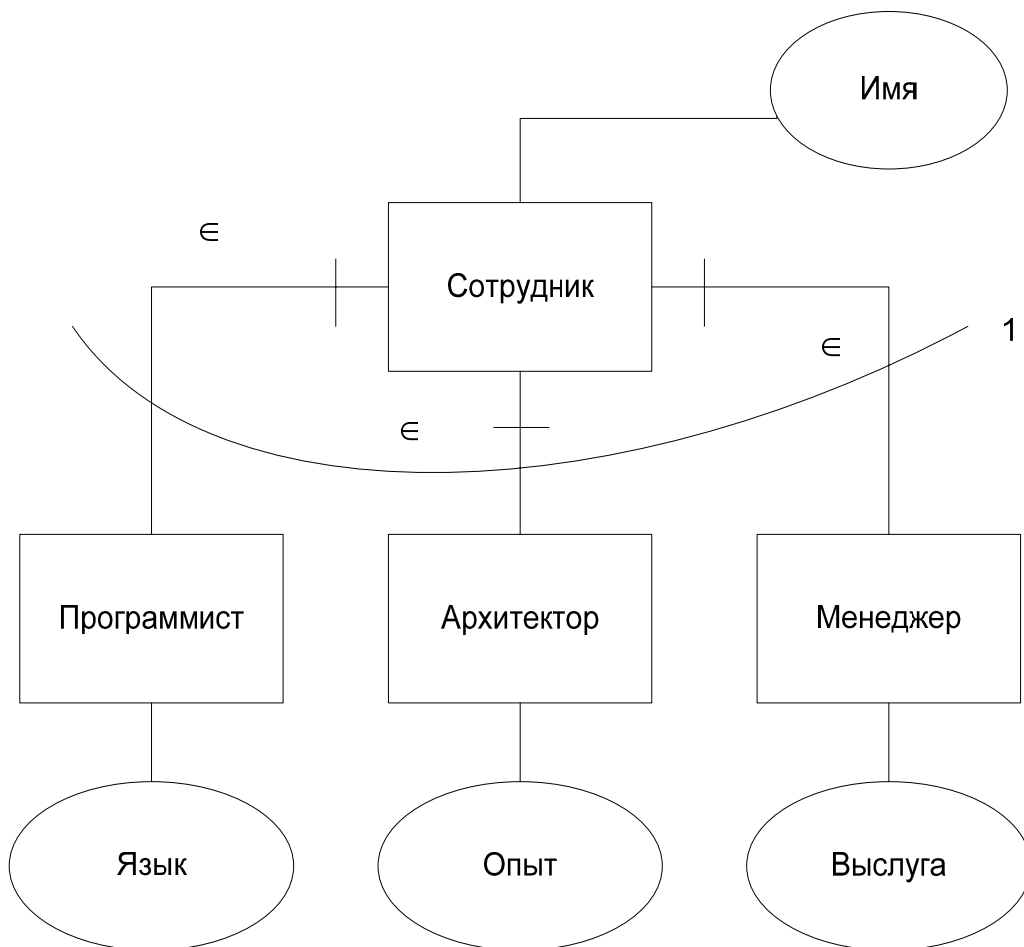 Имя
∈
Сотрудник
1
∈
∈
Программист
Архитектор
Менеджер
Язык
Опыт
Выслуга